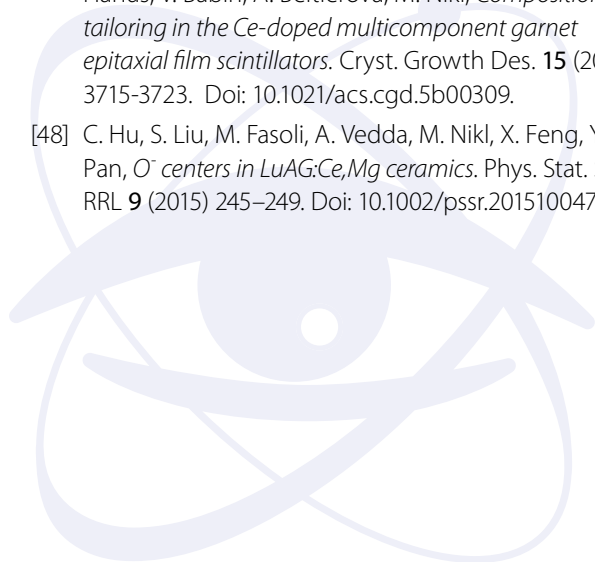 tailoring in the Ce-doped multicomponent garnet
epitaxial film scintillators. Cryst. Growth Des. 15 (20
3715-3723. Doi: 10.1021/acs.cgd.5b00309.
[48] C. Hu, S. Liu, M. Fasoli, A. Vedda, M. Nikl, X. Feng, Y
Pan, O⁻ centers in LuAG:Ce,Mg ceramics. Phys. Stat.
RRL 9 (2015) 245–249. Doi: 10.1002/pssr.201510047